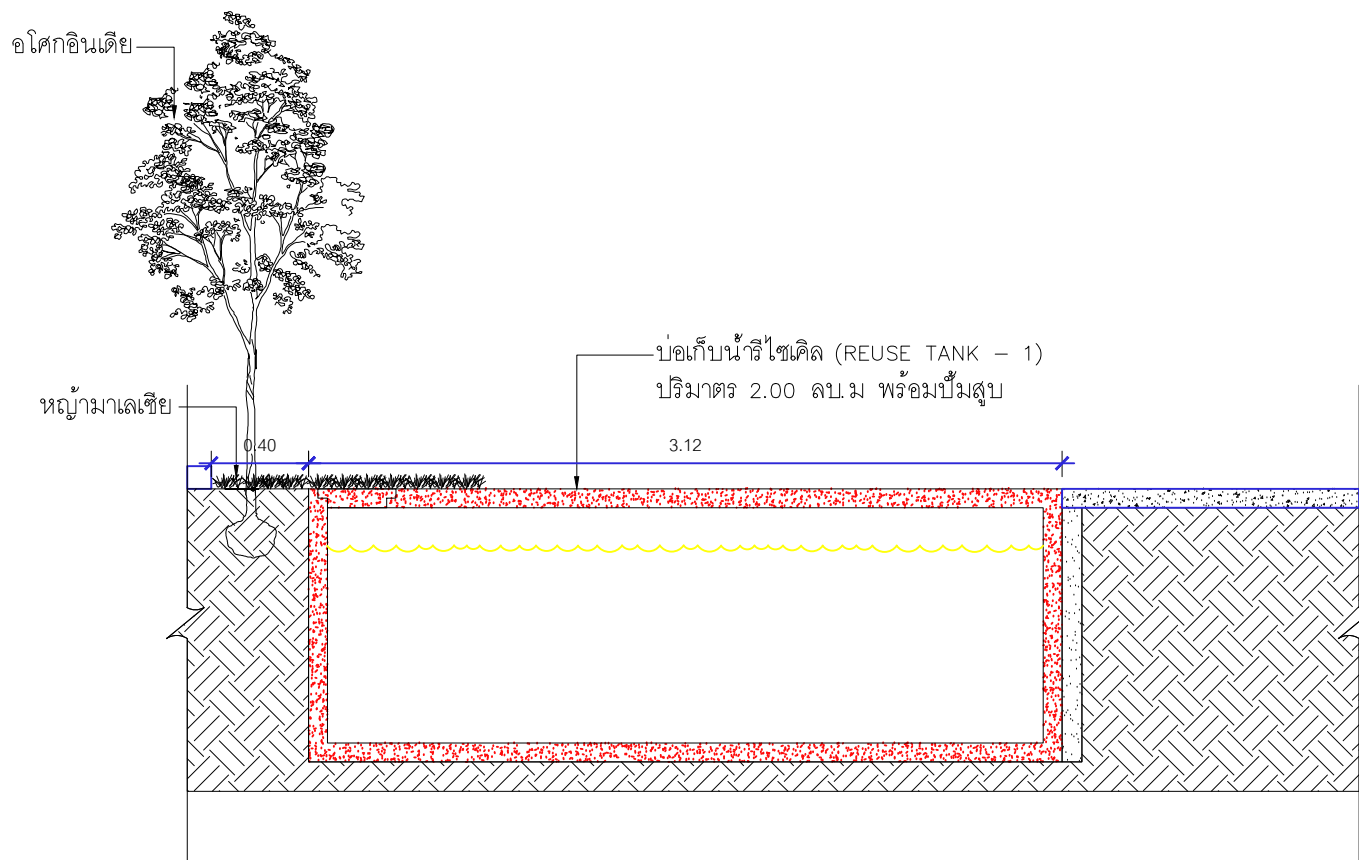 อโศกอินเดีย
บ่อเก็บน้ำรีไซเคิล (REUSE TANK – 1)
ปริมาตร 2.00 ลบ.ม พร้อมปั๊มสูบ
หญ้ามาเลเซีย
0.40
3.12